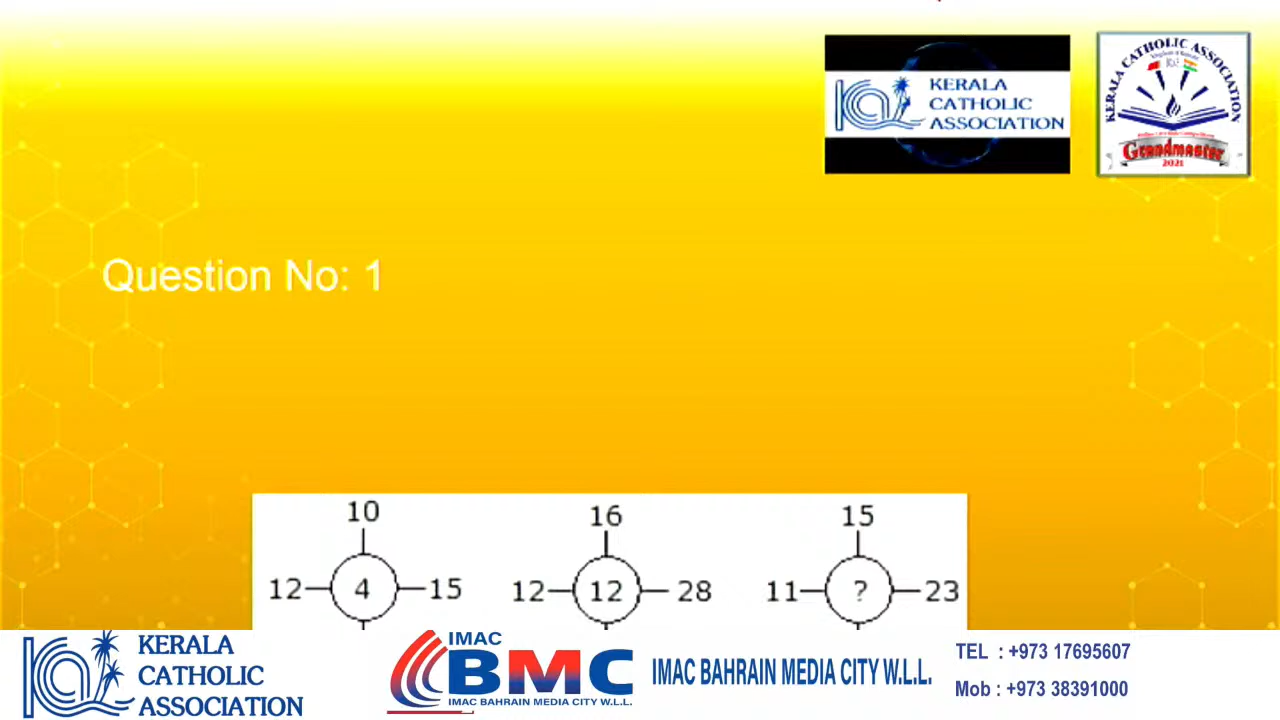 KERALA
CATHOLIC
ASSOCIATION
KERALA CATHOLIC ASSOCIATION
Grandmaster
2021
Question No: 1
10
12 4 15
16
12 12 28
15
11 ? 23
KERALA
CATHOLIC
ASSOCIATION
IMAC
BMC
IMAC BAHRAIN MEDIA CITY W.L.L.
IMAC BAHRAIN MEDIA CITY W.L.L.
TEL : +973 17695607
Mob : +973 38391000